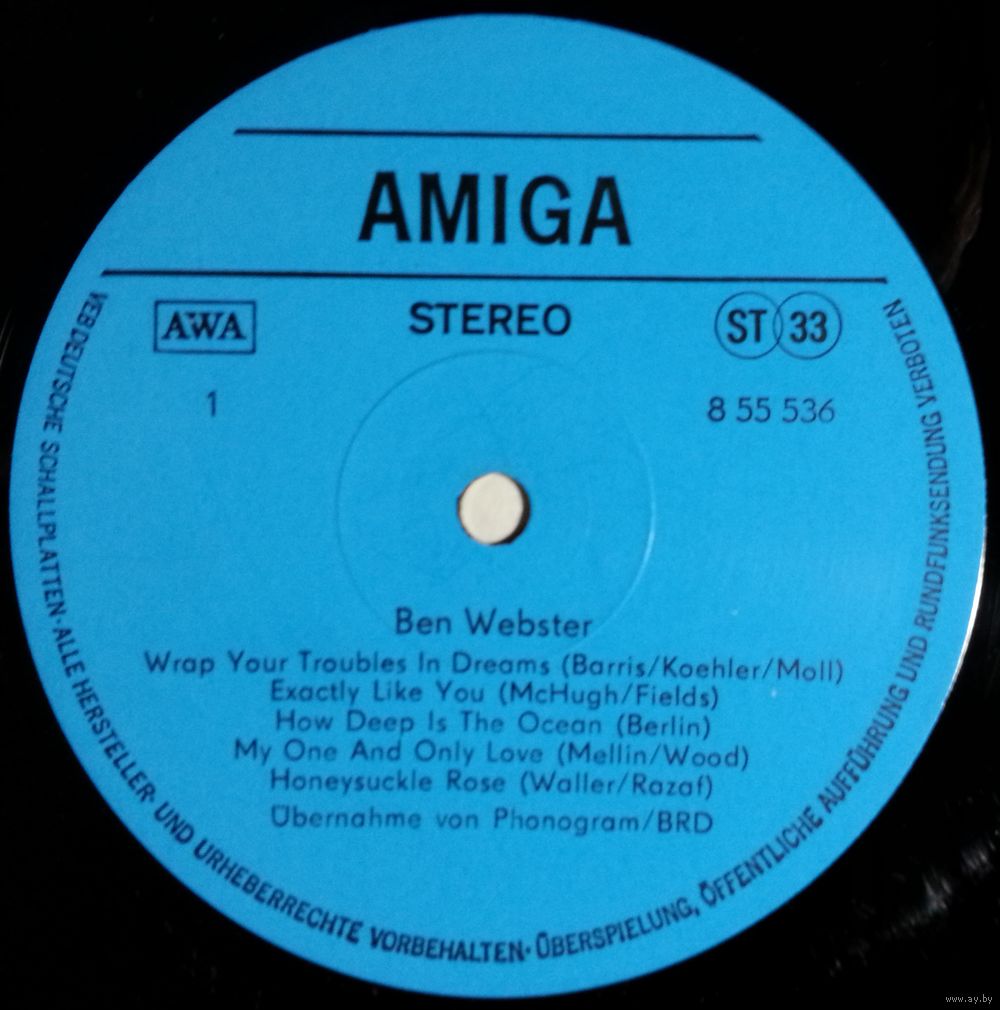 AMIGA
AWA
STEREO
ST 33
1
8 55 536
Ben Webster
Wrap Your Troubles In Dreams (Barris/Koehler/Moll)
Exactly Like You (McHugh/Fields)
How Deep Is The Ocean (Berlin)
My One And Only Love (Mellin/Wood)
Honeysuckle Rose (Waller/Razaf)
Übernahme von Phonogram/BRD
VEB DEUTSCHE SCHALLPLATTEN · ALLE HERSTELLER- UND URHEBERRECHTE VORBEHALTEN · ÜBERSPIELUNG, ÖFFENTLICHE AUFFÜHRUNG UND RUNDFUNKSENDUNG VERBOTEN
www.ay.by